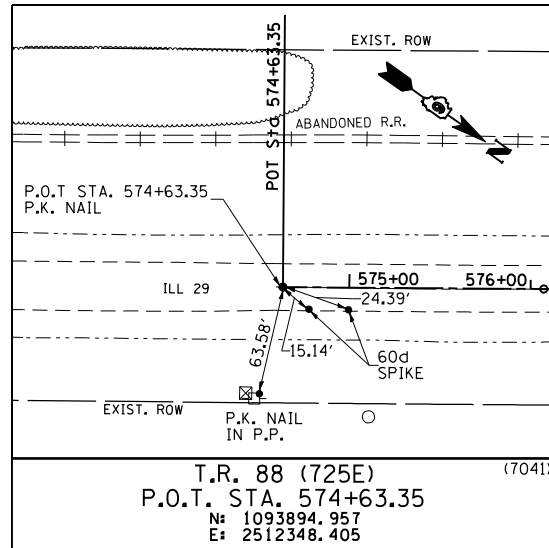 EXIST. ROW
POT Sta 574+63.35
ABANDONED R.R.
N
P.O.T STA. 574+63.35
P.K. NAIL
575+00
576+00
ILL 29
24.39'
63.58'
15.14'
60d
SPIKE
EXIST. ROW
P.K. NAIL
IN P.P.
T.R. 88 (725E)
(7041)
P.O.T. STA. 574+63.35
N: 1093894.957
E: 2512348.405